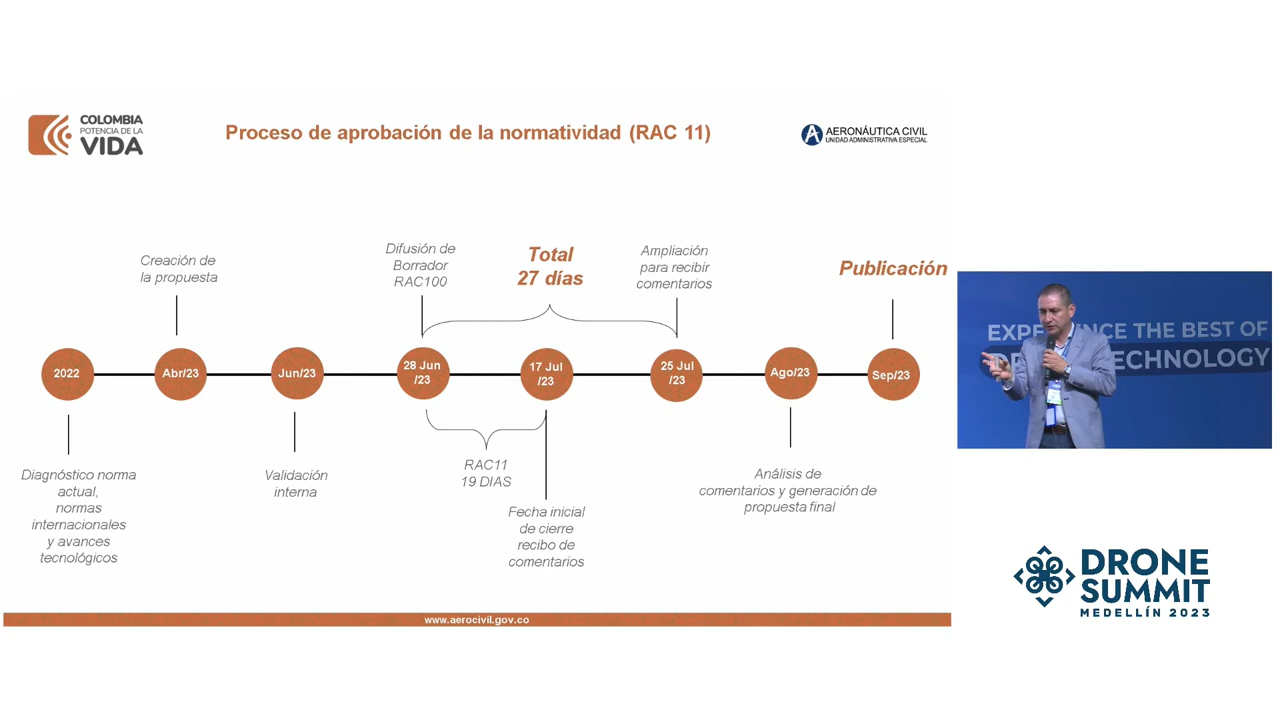 COLOMBIA
POTENCIA DE LA
VIDA
Proceso de aprobación de la normatividad (RAC 11)
AERONÁUTICA CIVIL
UNIDAD ADMINISTRATIVA ESPECIAL
Creación de
la propuesta
Difusión de
Borrador
RAC100
Total
27 días
Ampliación
para recibir
comentarios
Publicación
2022
Abr/23
Jun/23
28 Jun
/23
17 Jul
/23
25 Jul
/23
Ago/23
Sep/23
Diagnóstico norma
actual,
normas
internacionales
y avances
tecnológicos
Validación
interna
RAC11
19 DIAS
Fecha inicial
de cierre
recibo de
comentarios
Análisis de
comentarios y generación de
propuesta final
www.aerocivil.gov.co
THE BEST OF
DRONE
SUMMIT
MEDELLÍN 2023